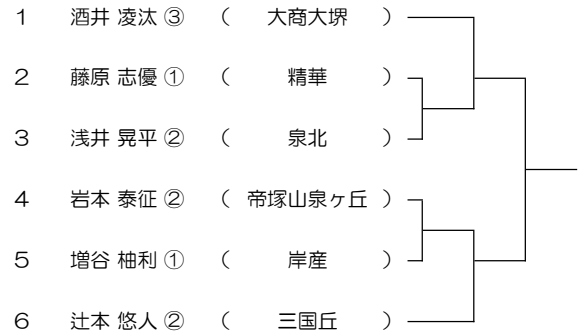 1 酒井 凌汰 ③ ( 大商大堺 )
2 藤原 志優 ① ( 精華 )
3 浅井 晃平 ② ( 泉北 )
4 岩本 泰征 ② ( 帝塚山泉ヶ丘 )
5 増谷 柚利 ① ( 岸産 )
6 辻本 悠人 ② ( 三国丘 )